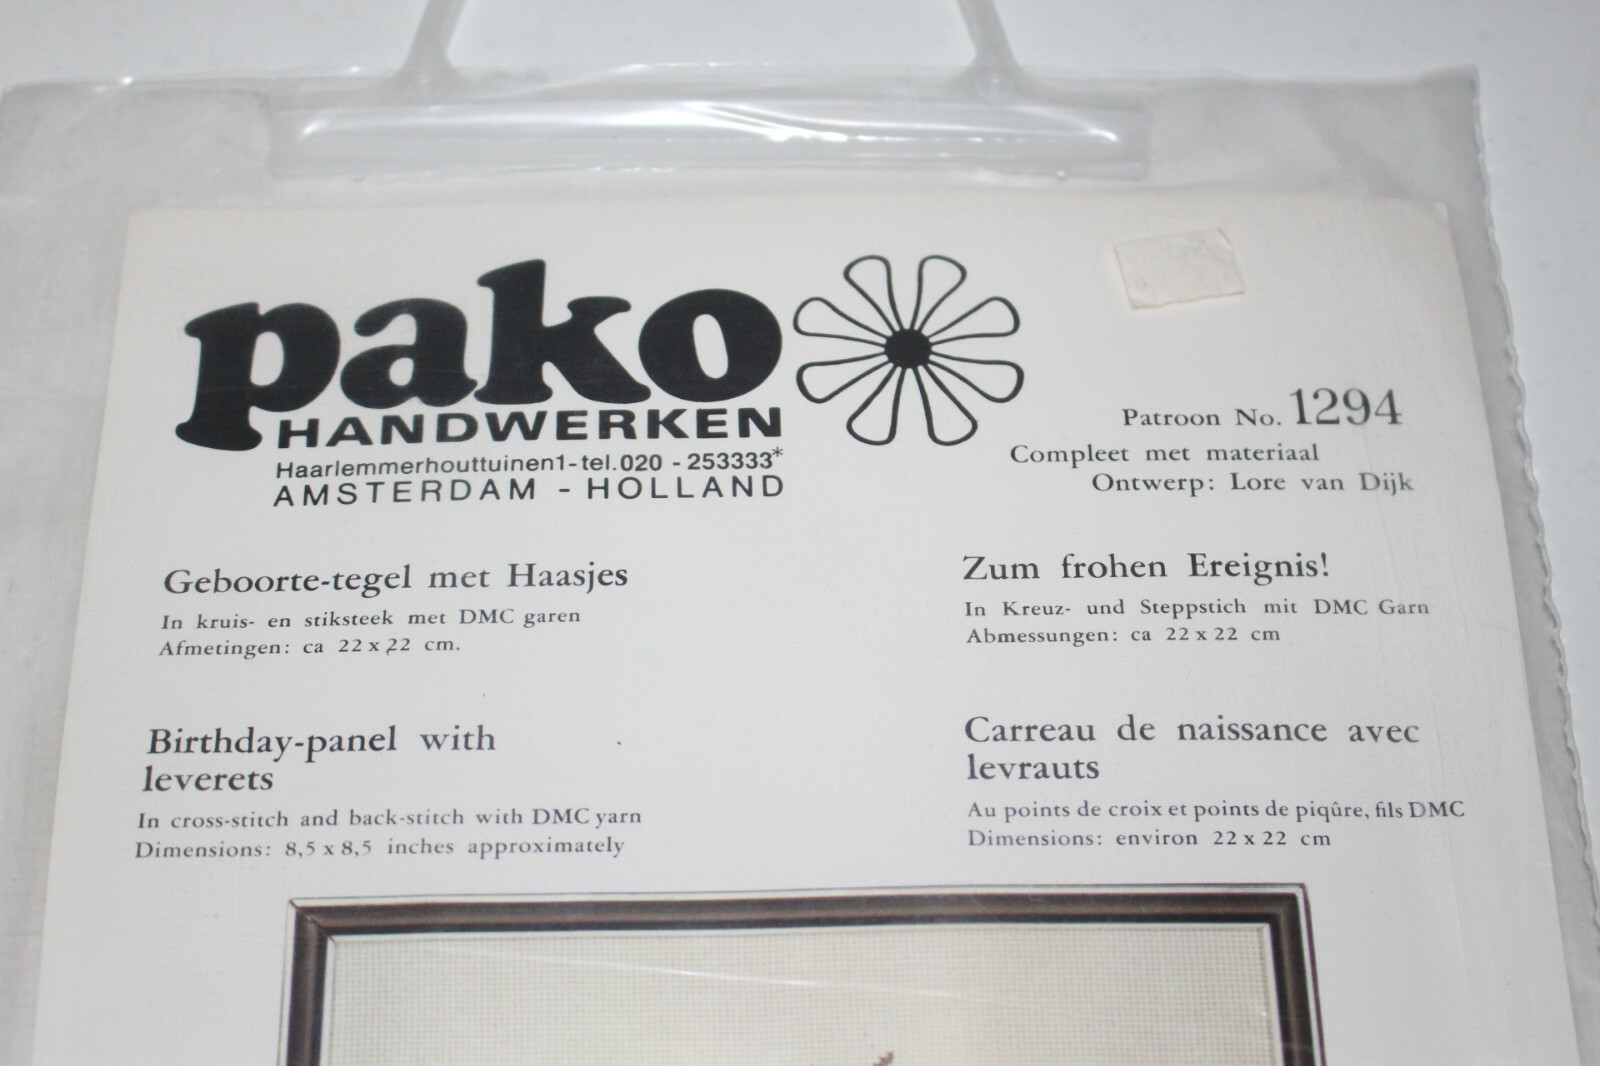 pako
HANDWERKEN
Haarlemmerhouttuinen1-tel.020 - 253333*
AMSTERDAM - HOLLAND
Patroon No. 1294
Compleet met materiaal
Ontwerp: Lore van Dijk
Geboorte-tegel met Haasjes
In kruis- en stiksteek met DMC garen
Afmetingen: ca 22 x 22 cm.
Zum frohen Ereignis!
In Kreuz- und Steppstich mit DMC Garn
Abmessungen: ca 22 x 22 cm
Birthday-panel with
leverets
In cross-stitch and back-stitch with DMC yarn
Dimensions: 8,5 x 8,5 inches approximately
Carreau de naissance avec
levrauts
Au points de croix et points de piqûre, fils DMC
Dimensions: environ 22 x 22 cm